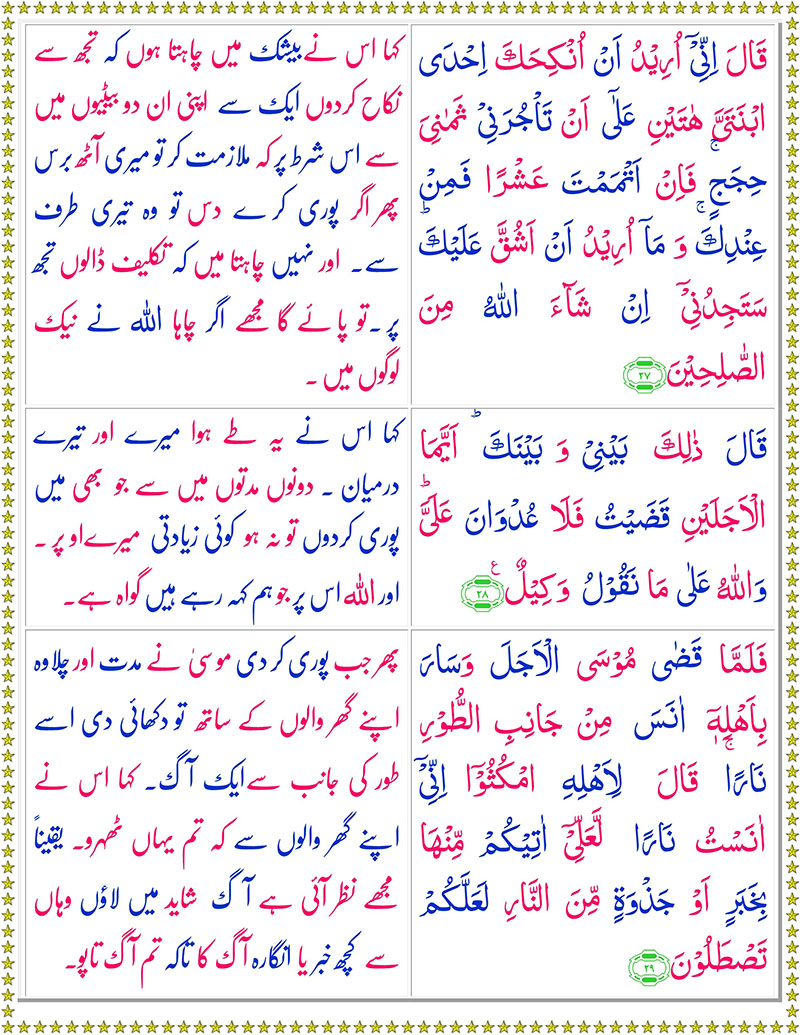 قَالَ اِنِّیْۤ اُرِیْدُ اَنْ اُنْكِحَكَ اِحْدَى
ابْنَتَیَّ هٰتَیْنِ عَلٰۤى اَنْ تَاْجُرَنِیْ ثَمٰنِیَ
حِجَجٍ ۚ فَاِنْ اَتْمَمْتَ عَشْرًا فَمِنْ
عِنْدِكَ ۚ وَ مَاۤ اُرِیْدُ اَنْ اَشُقَّ عَلَیْكَ ؕ
سَتَجِدُنِیْۤ اِنْ شَآءَ اللهُ مِنَ
الصّٰلِحِیْنَ ۲۷
کہا اس نے بیشک میں چاہتا ہوں کہ تجھ سے
نکاح کردوں ایک سے اپنی ان دو بیٹیوں میں
سے اس شرط پر کہ ملازمت کر تو میری آٹھ برس
پھر اگر پوری کرے دس تو وہ تیری طرف
سے۔ اور نہیں چاہتا میں کہ تکلیف ڈالوں تجھ
پر ۔تو پائے گا مجھے اگر چاہا اللہ نے نیک
لوگوں میں ۔
قَالَ ذٰلِكَ بَیْنِیْ وَ بَیْنَكَ ؕ اَیَّمَا
الْاَجَلَیْنِ قَضَیْتُ فَلَا عُدْوَانَ عَلَیَّ ؕ
وَاللهُ عَلٰى مَا نَقُوْلُ وَكِیْلٌ ۠ ع ۲۸
کہا اس نے یہ طے ہوا میرے اور تیرے
درمیان ۔ دونوں مدتوں میں سے جو بھی میں
پوری کردوں تو نہ ہو کوئی زیادتی میرے اوپر ۔
اور اللہ اس پر جو ہم کہہ رہے ہیں گواہ ہے۔
فَلَمَّا قَضٰى مُوْسَى الْاَجَلَ وَسَارَ
بِاَهْلِهٖۤ اٰنَسَ مِنْ جَانِبِ الطُّوْرِ
نَارًا ۚ قَالَ لِاَهْلِهِ امْكُثُوْۤا اِنِّیْۤ
اٰنَسْتُ نَارًا لَّعَلِّیْۤ اٰتِیْكُمْ مِّنْهَا
بِخَبَرٍ اَوْ جَذْوَةٍ مِّنَ النَّارِ لَعَلَّكُمْ
تَصْطَلُوْنَ ۲۹
پھر جب پوری کر دی موسیٰ نے مدت اور چلا وہ
اپنے گھر والوں کے ساتھ تو دکھائی دی اسے
طور کی جانب سے ایک آگ۔ کہا اس نے
اپنے گھر والوں سے کہ تم یہاں ٹھہرو۔ یقیناً
مجھے نظر آئی ہے آگ شاید میں لاؤں وہاں
سے کچھ خبر یا انگارہ آگ کا تاکہ تم آگ تاپو۔